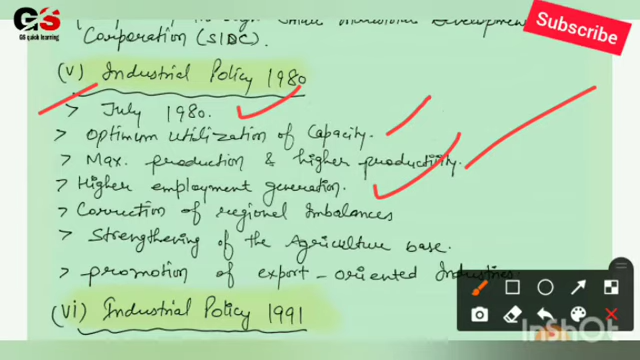 GS
GS quick learning
Subscribe
Corporation (SIDC).
(v) Industrial Policy 1980
> July 1980.
> Optimum Utilization of Capacity.
> Max. production & higher productivity.
> Higher employment generation.
> Correction of regional Imbalances
> Strengthering of the Agriculture base.
> promotion of export-oriented Industries.
(vi) Industrial Policy 1991
InShOt